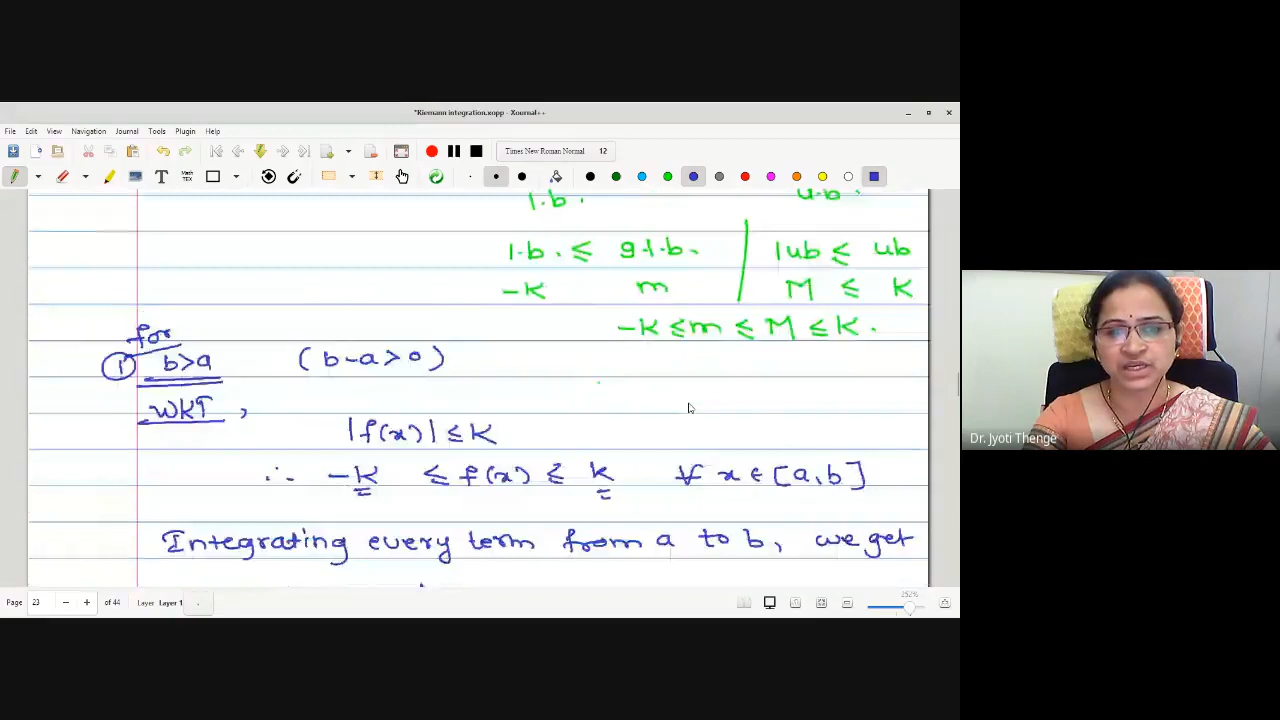 *Riemann integration.xopp - Xournal++
File Edit View Navigation Journal Tools Plugin Help
Times New Roman Normal 12
l.b. u.b.
l.b. ≤ g.l.b. | lub ≤ ub
-K m | M ≤ K
-K ≤ m ≤ M ≤ K.
for
① b>a (b-a>0)
WKT,
|f(x)| ≤ K
∴ -K ≤ f(x) ≤ k ∀ x ∈ [a,b]
Integrating every term from a to b, we get
Page 23 of 44 Layer Layer 1 252%
Dr. Jyoti Thenge